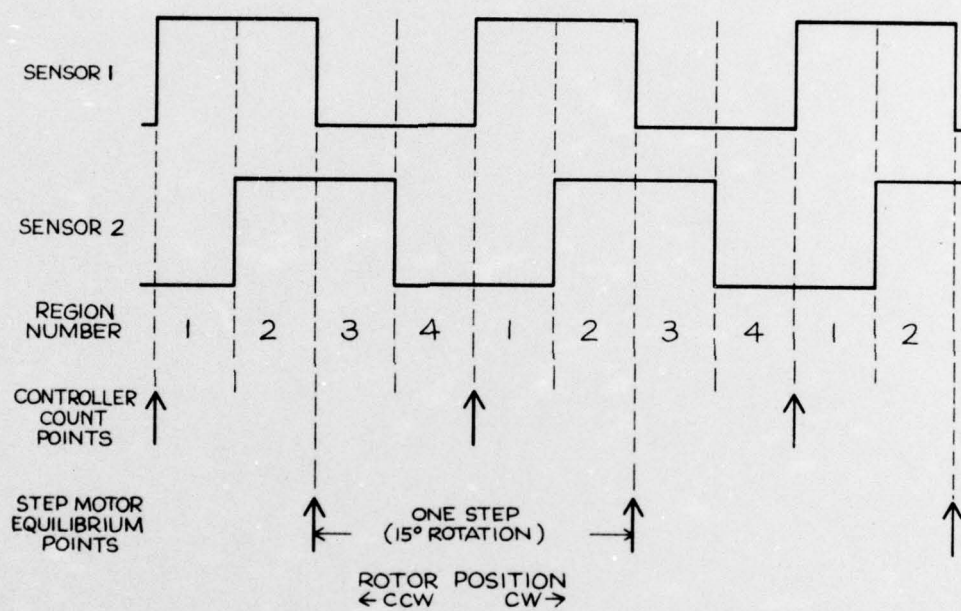 SENSOR 1
SENSOR 2
REGION
NUMBER
1 2 3 4 1 2 3 4 1 2
CONTROLLER
COUNT
POINTS
STEP MOTOR
EQUILIBRIUM
POINTS
ONE STEP
(15° ROTATION)
ROTOR POSITION
←CCW CW→